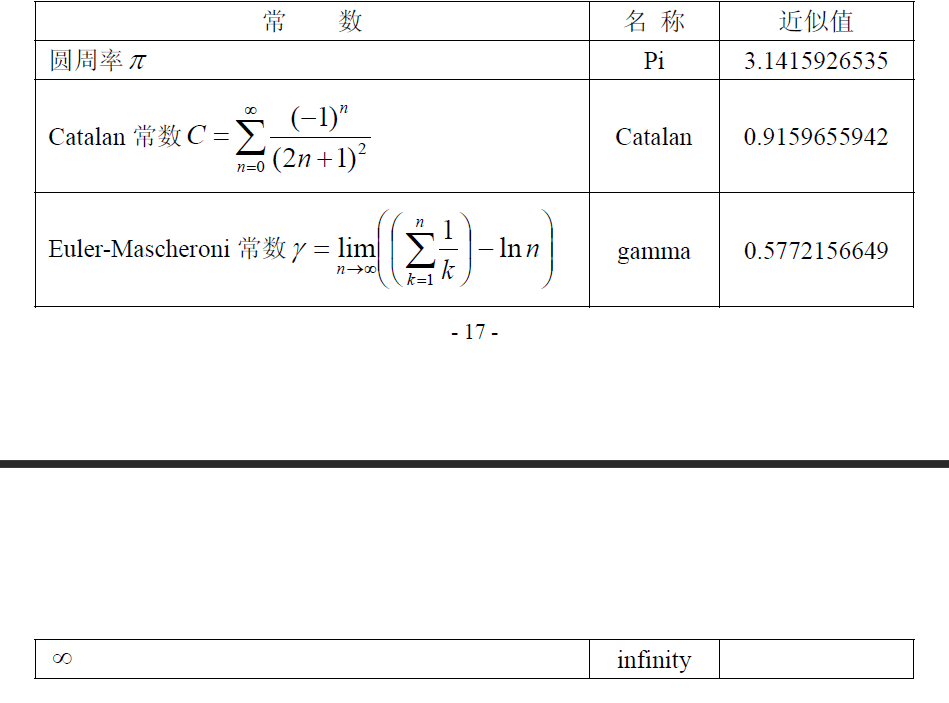 常 数 名 称 近似值
圆周率 π Pi 3.1415926535
Catalan 常数 $C = \sum_{n=0}^{\infty} \frac{(-1)^n}{(2n+1)^2}$ Catalan 0.9159655942
Euler-Mascheroni 常数 $\gamma = \lim_{n \to \infty} \left( \left( \sum_{k=1}^{n} \frac{1}{k} \right) - \ln n \right)$ gamma 0.5772156649
- 17 -
∞ infinity